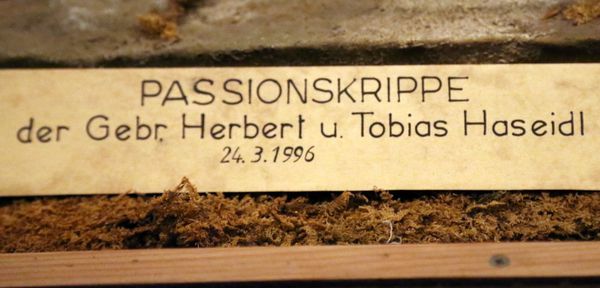 PASSIONSKRIPPE
der Gebr. Herbert u. Tobias Haseidl
24.3.1996